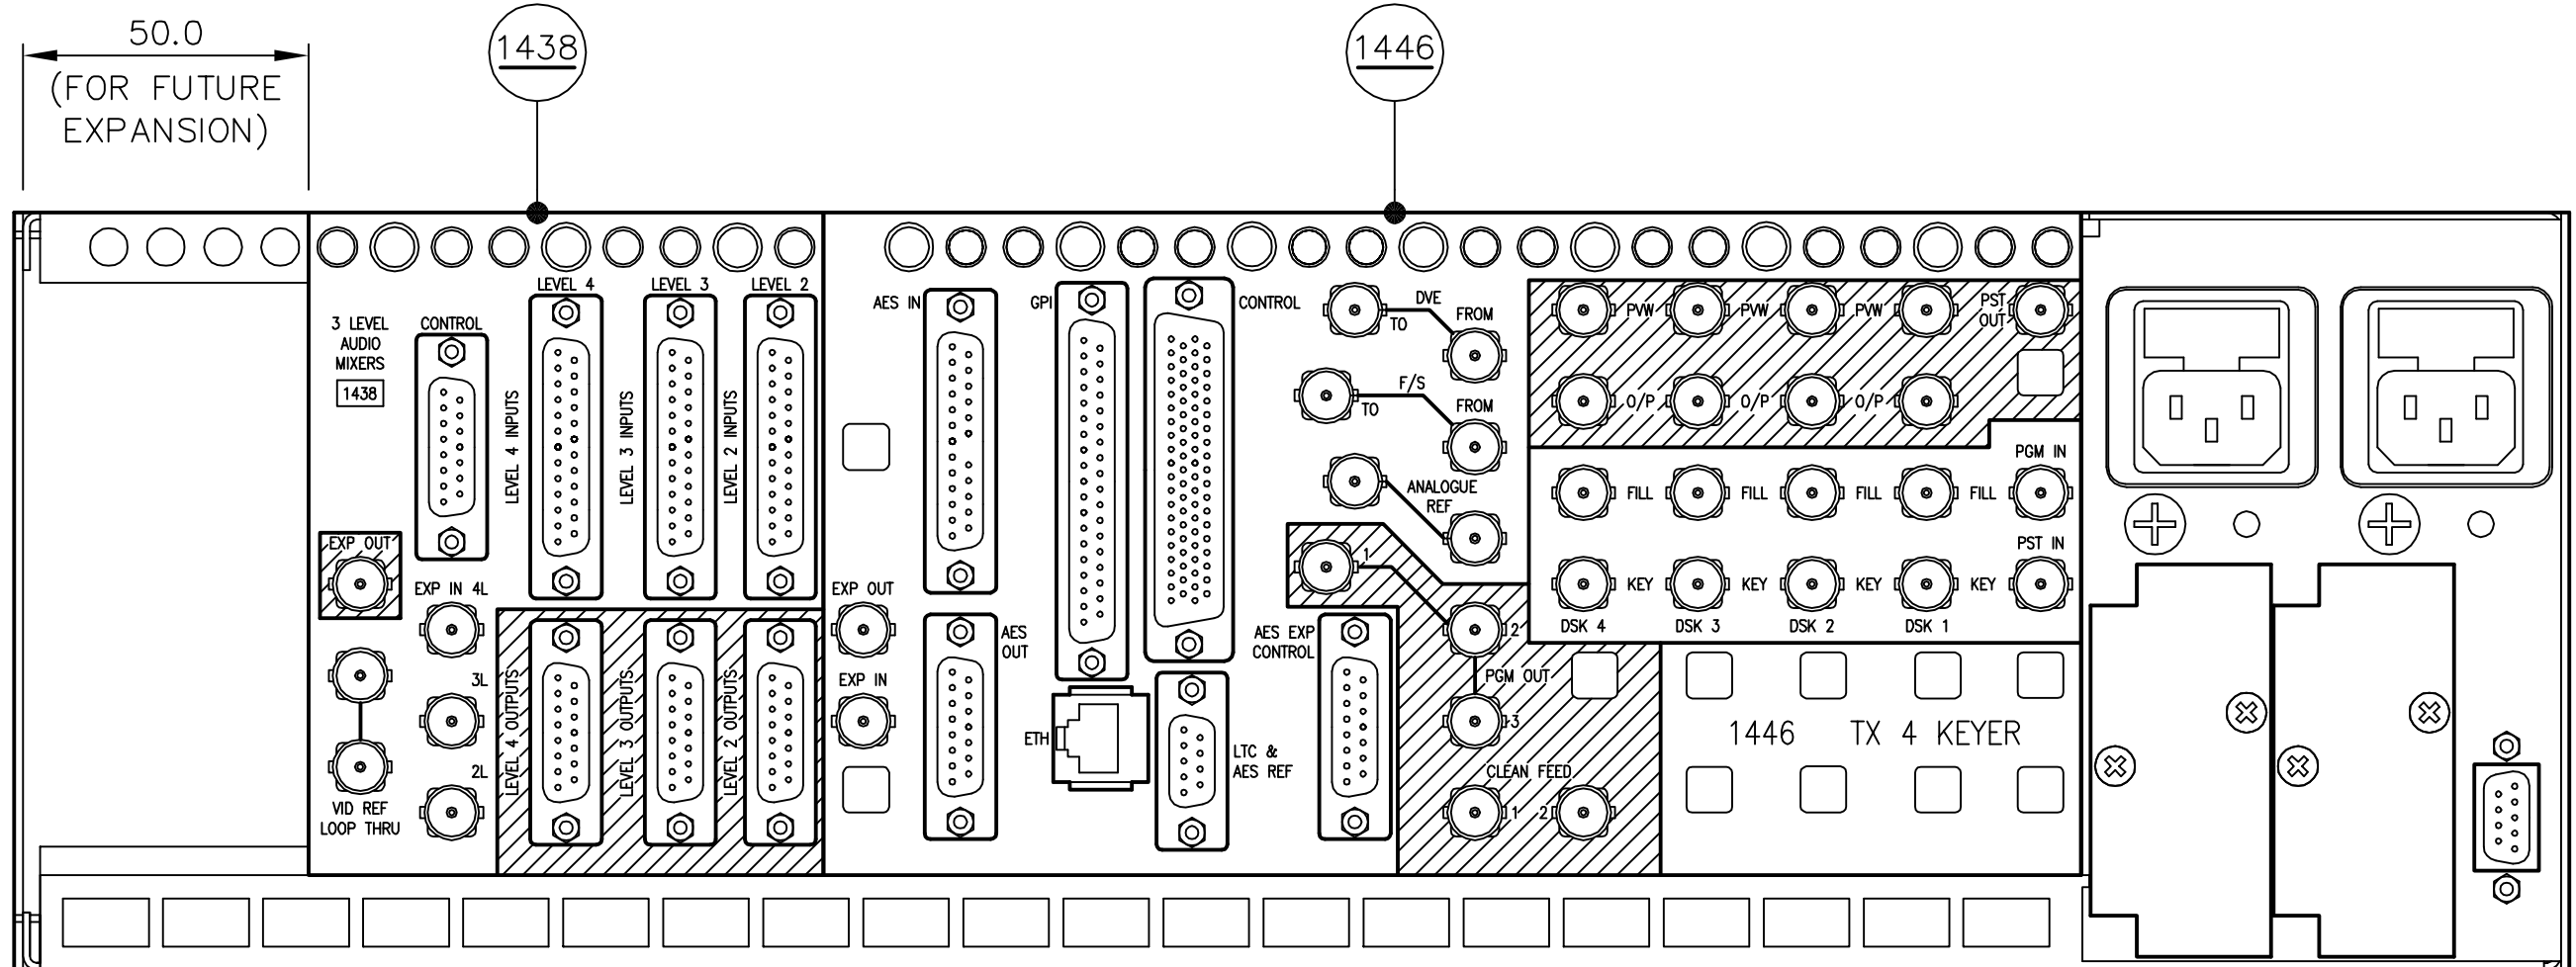 50.0
(FOR FUTURE
EXPANSION)
1438
1446
3 LEVEL
AUDIO
MIXERS
1438
CONTROL
LEVEL 4
LEVEL 3
LEVEL 2
LEVEL 4 INPUTS
LEVEL 3 INPUTS
LEVEL 2 INPUTS
EXP OUT
EXP IN 4L
3L
2L
VID REF
LOOP THRU
LEVEL 4 OUTPUTS
LEVEL 3 OUTPUTS
LEVEL 2 OUTPUTS
AES IN
GPI
CONTROL
EXP OUT
EXP IN
AES
OUT
ETH
LTC &
AES REF
AES EXP
CONTROL
DVE
TO
FROM
F/S
TO
FROM
ANALOGUE
REF
1
2
PGM OUT
3
CLEAN FEED
1 2
PVW PVW PVW PST
OUT
O/P O/P O/P
PGM IN
FILL FILL FILL FILL
PST IN
KEY KEY KEY KEY
DSK 4 DSK 3 DSK 2 DSK 1
1446 TX 4 KEYER